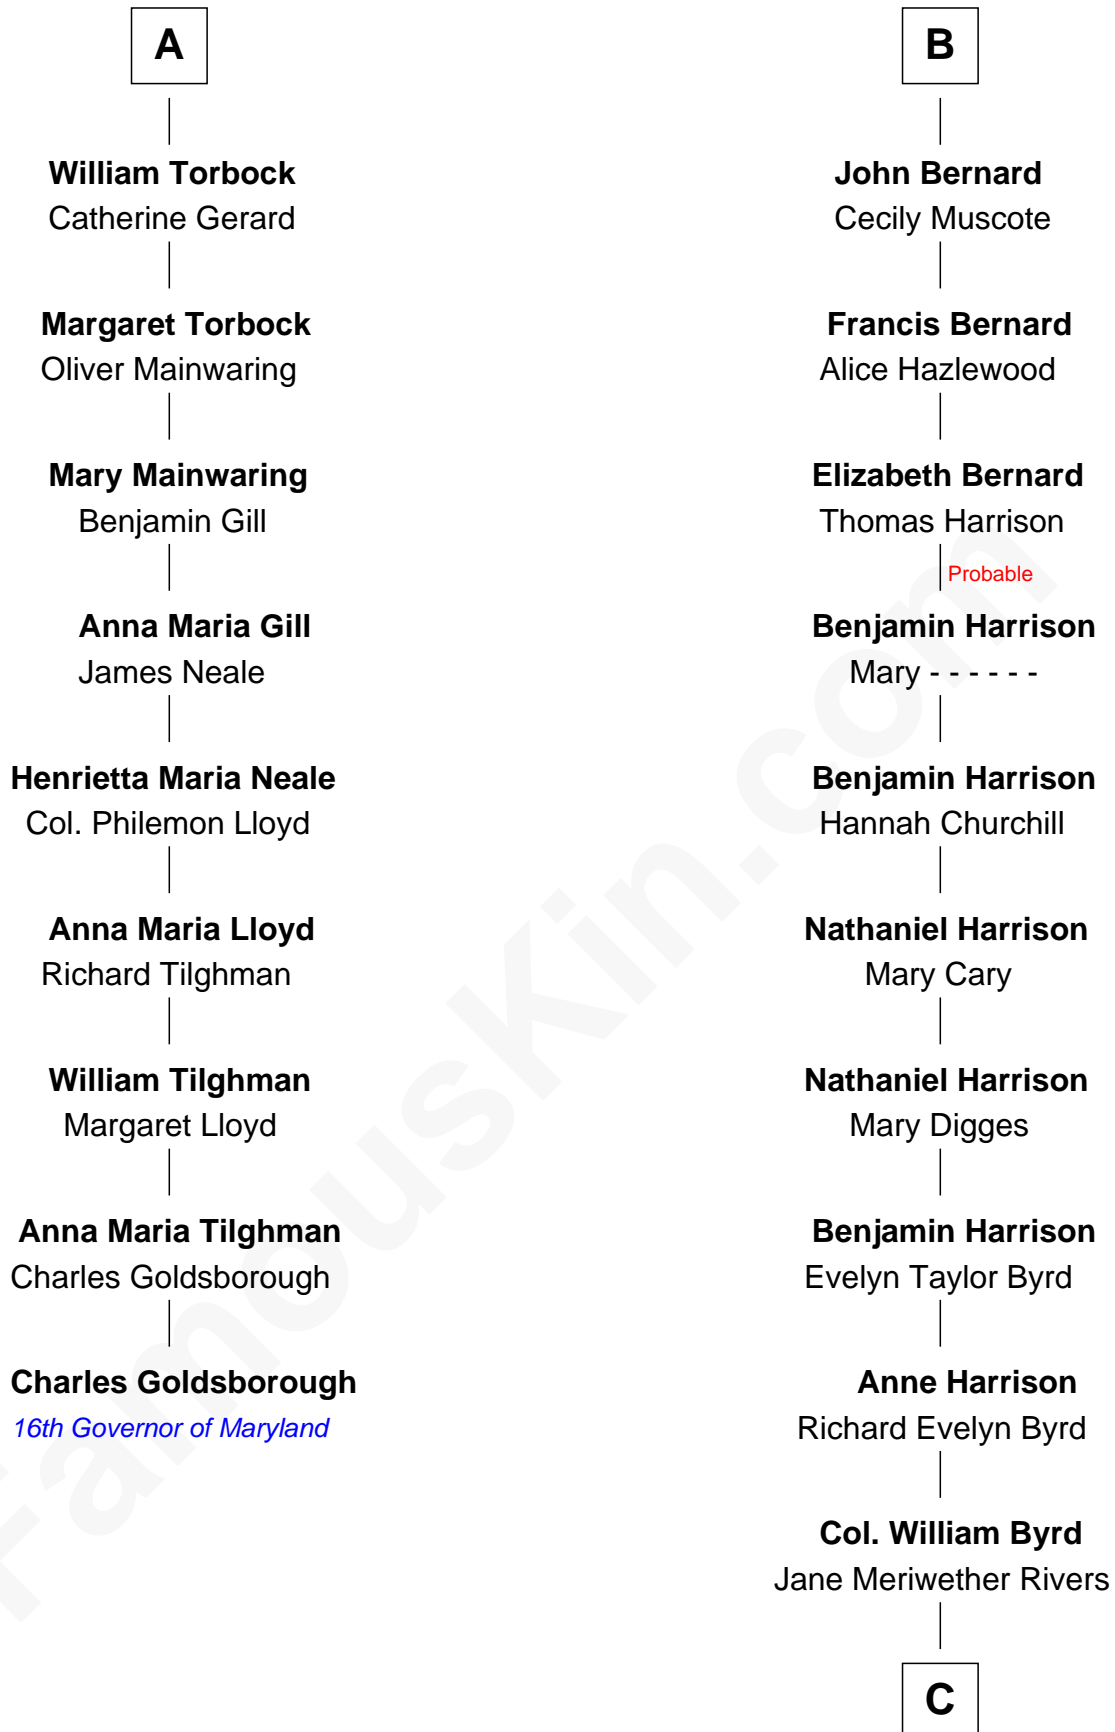 A
William Torbock
Catherine Gerard
Margaret Torbock
Oliver Mainwaring
Mary Mainwaring
Benjamin Gill
Anna Maria Gill
James Neale
Henrietta Maria Neale
Col. Philemon Lloyd
Anna Maria Lloyd
Richard Tilghman
William Tilghman
Margaret Lloyd
Anna Maria Tilghman
Charles Goldsborough
Charles Goldsborough
16th Governor of Maryland
B
John Bernard
Cecily Muscote
Francis Bernard
Alice Hazlewood
Elizabeth Bernard
Thomas Harrison
Probable
Benjamin Harrison
Mary - - - - - -
Benjamin Harrison
Hannah Churchill
Nathaniel Harrison
Mary Cary
Nathaniel Harrison
Mary Digges
Benjamin Harrison
Evelyn Taylor Byrd
Anne Harrison
Richard Evelyn Byrd
Col. William Byrd
Jane Meriwether Rivers
C
FamousKin.com